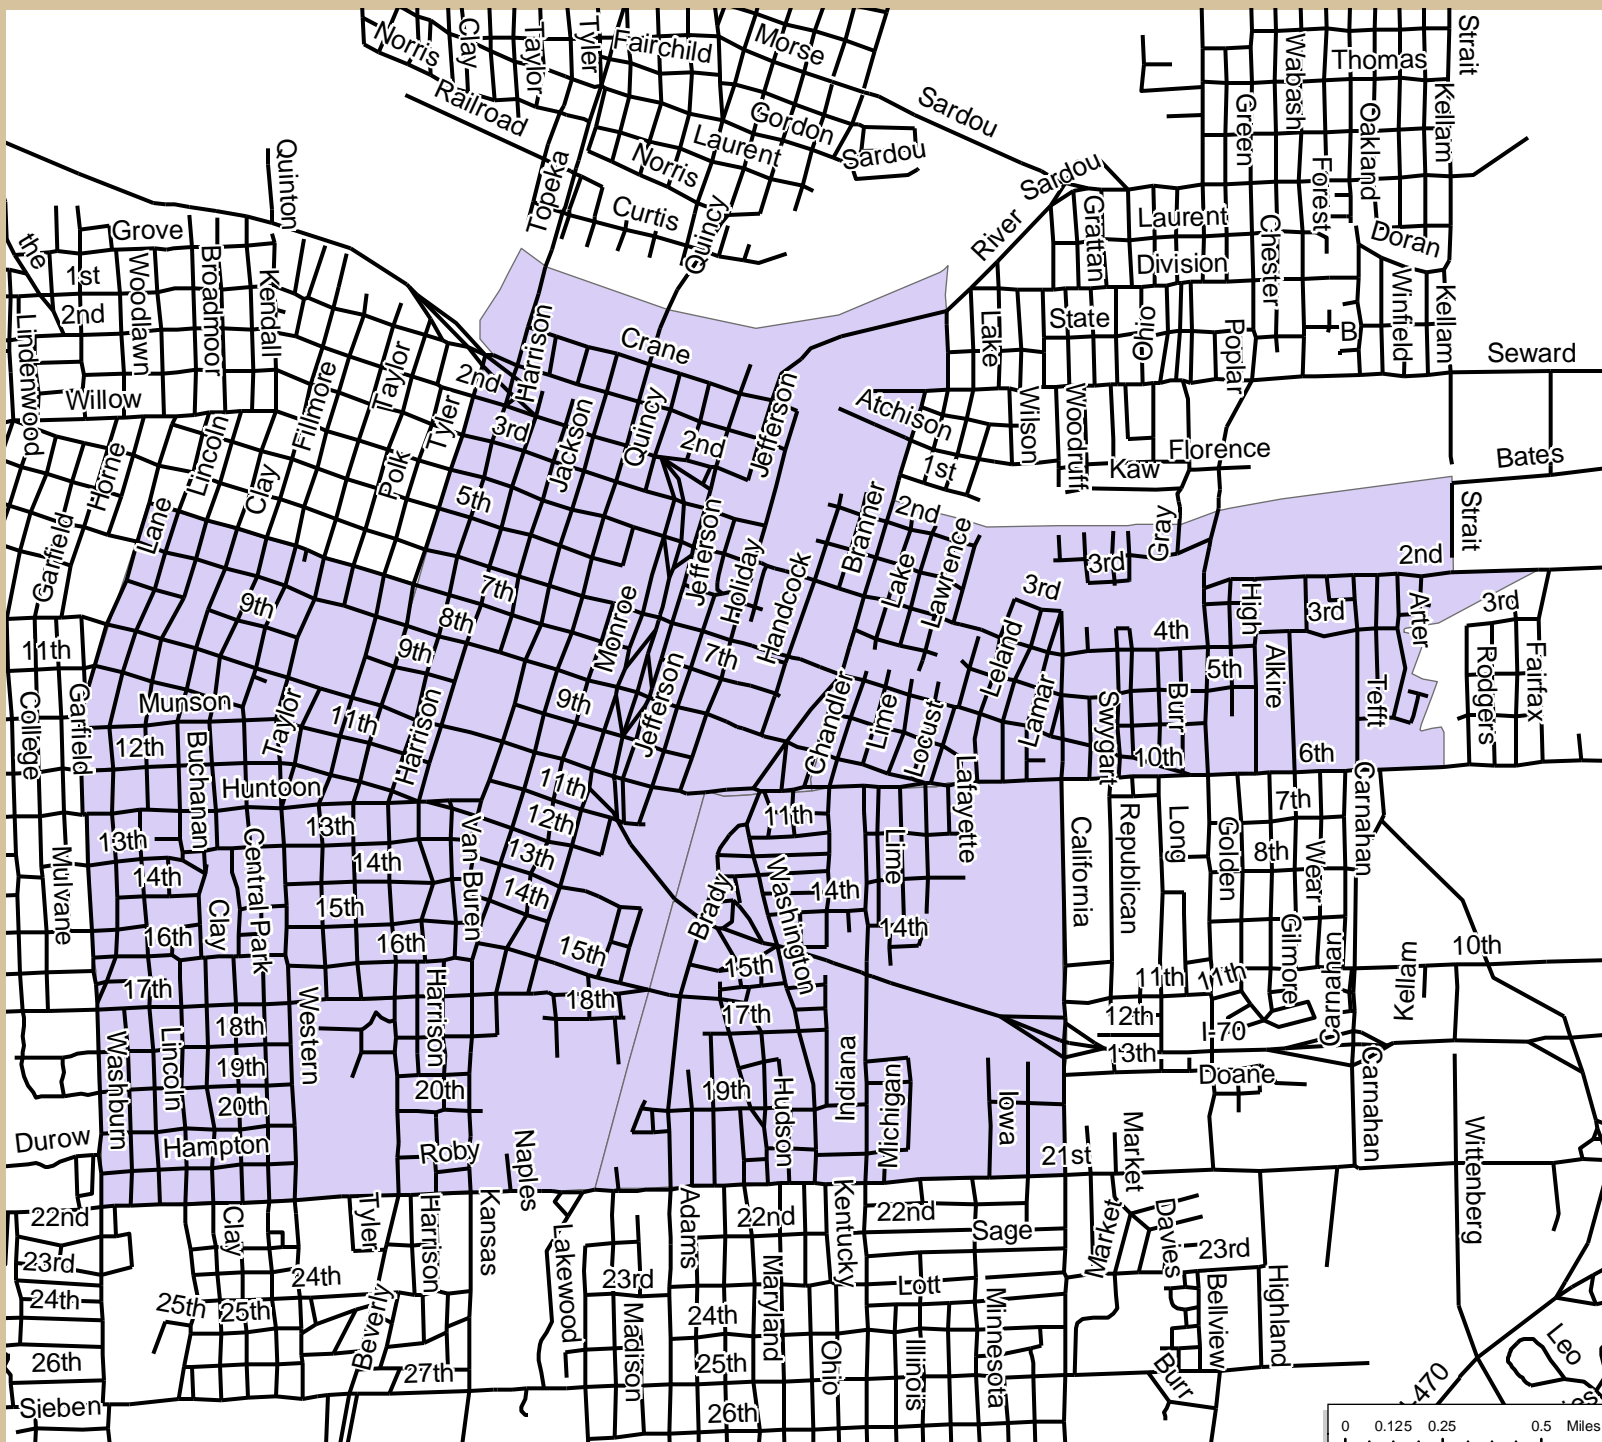 Norris
Clay
Taylor
Tyler
Fairchild
Morse
Strait
Wabash
Thomas
Railroad
Sardou
Green
Kellam
Oakland
Gordon
Laurent
Sardou
Norris
Quinton
Topeka
Sardou
Forest
Curtis
Quincy
River
Grattan
Laurent
Chester
Doran
the
Grove
1st
Woodlawn
Broadmoor
Kendall
Division
Winfield
Kellam
2nd
Lindenwood
Harrison
Crane
Lake
State
Ohio
Poplar
B
Seward
Willow
Fillmore
Taylor
2nd
Tyler
3rd
Jackson
Quincy
2nd
Jefferson
Atchison
Wilson
Woodruff
Florence
Kaw
Bates
Horne
Lincoln
Clay
Polk
5th
1st
Lane
Garfield
Branner
2nd
Lawrence
Lake
Gray
Strait
2nd
3rd
3rd
Jefferson
Holiday
Handcock
7th
9th
8th
9th
Monroe
7th
High
3rd
Arter
3rd
4th
5th
Alkire
Leland
Lamar
Rodgers
Fairfax
11th
College
Garfield
Munson
12th
Buchanan
Taylor
11th
Harrison
9th
Jefferson
Chander
Lime
Locust
Swygart
Burr
10th
Tefft
6th
Huntoon
11th
12th
13th
14th
Lafayette
11th
California
Republican
Long
Golden
7th
8th
Wear
Carnahan
Mulvane
13th
14th
Central Park
13th
14th
15th
Van Buren
Clay
16th
16th
15th
Brady
Washington
14th
Lime
14th
15th
Gilmore
Carnahan
Kellam
10th
17th
Western
Harrison
18th
17th
11th
11th
12th
I-70
13th
Doane
Carnahan
Washburn
Lincoln
18th
19th
20th
Hampton
20th
Roby
Naples
19th
Hudson
Indiana
Michigan
Iowa
Durow
21st
Market
Wittenberg
22nd
23rd
24th
26th
Sieben
Clay
Tyler
Harrison
Kansas
24th
25th
25th
Beverly
27th
Lakewood
Adams
22nd
Kentucky
22nd
Sage
Market
Davies
23rd
23rd
Madison
24th
Maryland
25th
26th
Ohio
Lott
Illinois
Minnesota
Bellview
Highland
Burr
Leo
I-470
0 0.125 0.25 0.5 Miles